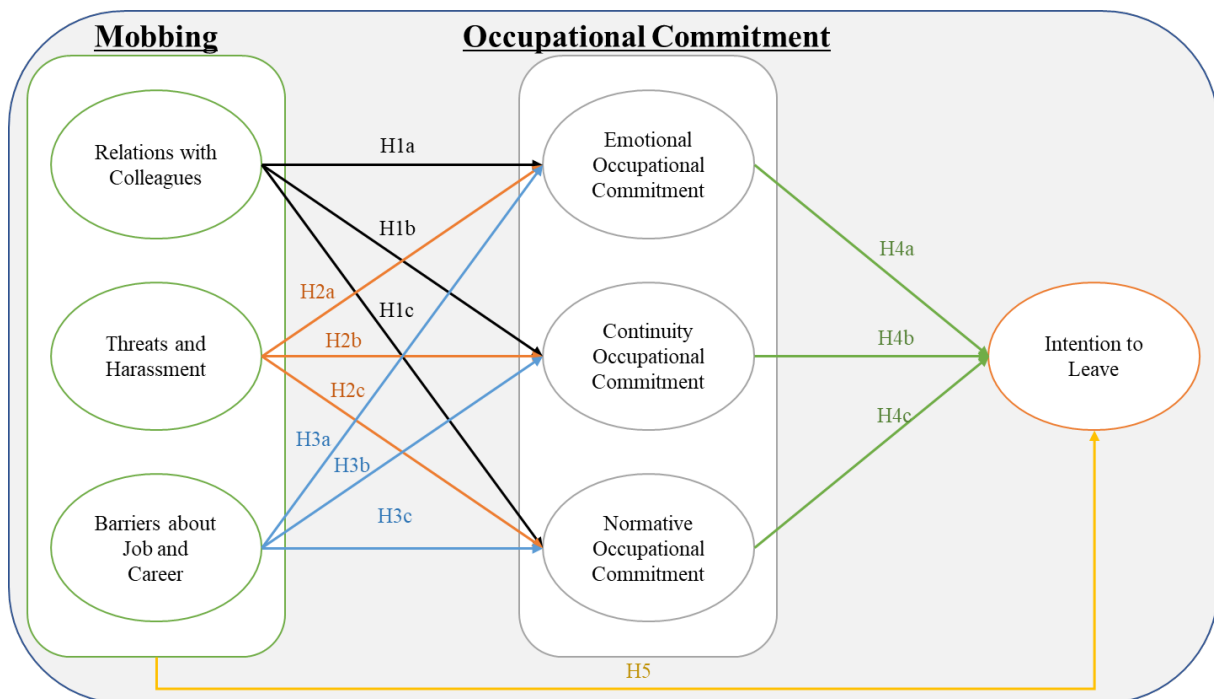 Mobbing
Occupational Commitment
Relations with
Colleagues
Threats and
Harassment
Barriers about
Job and
Career
H1a
H1b
H1c
H2a
H2b
H2c
H3a
H3b
H3c
Emotional
Occupational
Commitment
Continuity
Occupational
Commitment
Normative
Occupational
Commitment
H4a
H4b
H4c
Intention to
Leave
H5